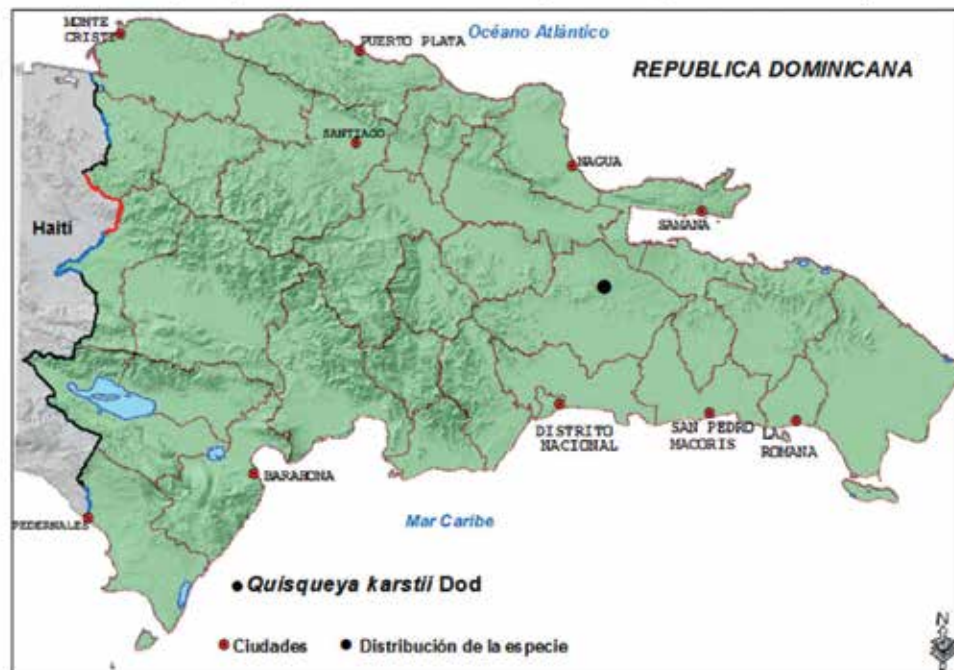 MONTE
CRISTI
PUERTO PLATA
Océano Atlántico
REPUBLICA DOMINICANA
SANTIAGO
NAGUA
SAMANA
Haití
DISTRITO
NACIONAL
SAN PEDRO
MACORIS
LA
ROMANA
BARAHONA
PEDERNALES
Mar Caribe
Quisqueya karstii Dod
Ciudades
Distribución de la especie
N